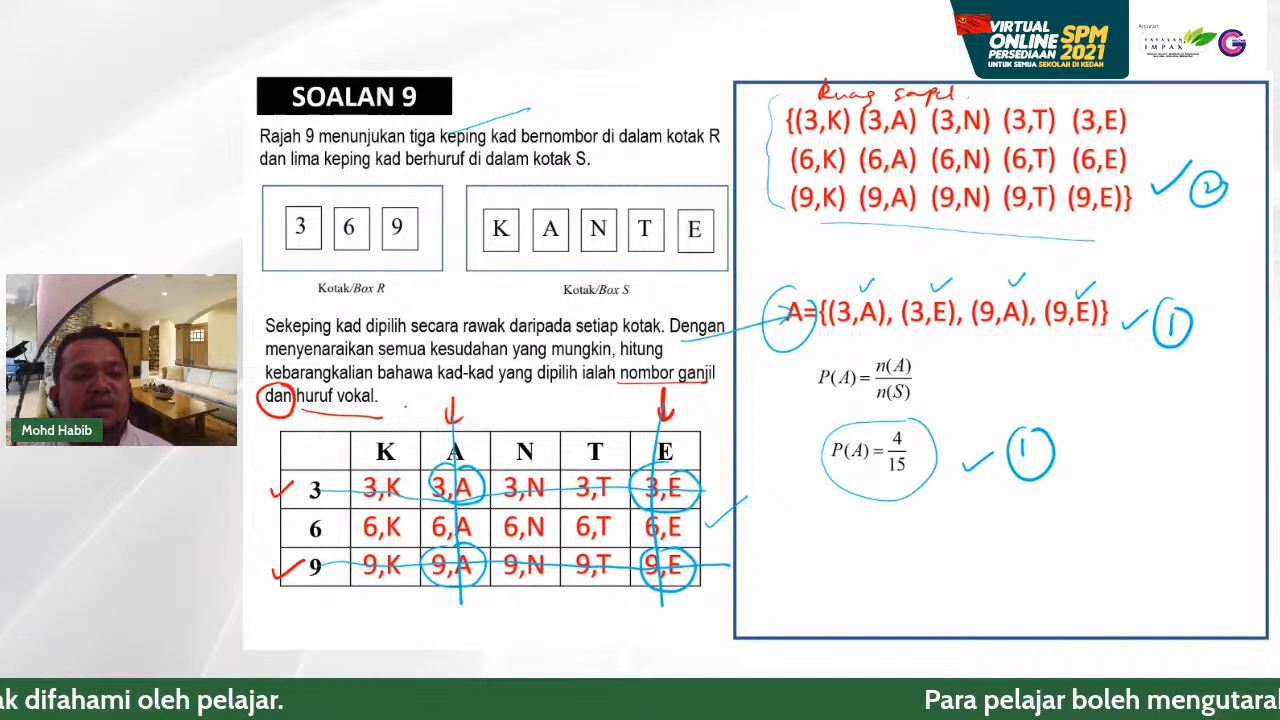 VIRTUAL
ONLINE
PERSEDIAAN
SPM
2021
UNTUK SEMUA SEKOLAH DI KEDAH
Anjuran
YAYASAN
IMPAK
SOALAN 9
Rajah 9 menunjukan tiga keping kad bernombor di dalam kotak R
dan lima keping kad berhuruf di dalam kotak S.
3 6 9
K A N T E
Kotak/Box R
Kotak/Box S
Sekeping kad dipilih secara rawak daripada setiap kotak. Dengan
menyenaraikan semua kesudahan yang mungkin, hitung
kebarangkalian bahawa kad-kad yang dipilih ialah nombor ganjil
dan huruf vokal.
K A N T E
3 3,K 3,A 3,N 3,T 3,E
6 6,K 6,A 6,N 6,T 6,E
9 9,K 9,A 9,N 9,T 9,E
{(3,K) (3,A) (3,N) (3,T) (3,E)
(6,K) (6,A) (6,N) (6,T) (6,E)
(9,K) (9,A) (9,N) (9,T) (9,E)}
2
A={(3,A), (3,E), (9,A), (9,E)}
1
P(A) = n(A)
n(S)
P(A) = 4
15
1
Mohd Habib
ak difahami oleh pelajar.
Para pelajar boleh mengutarak